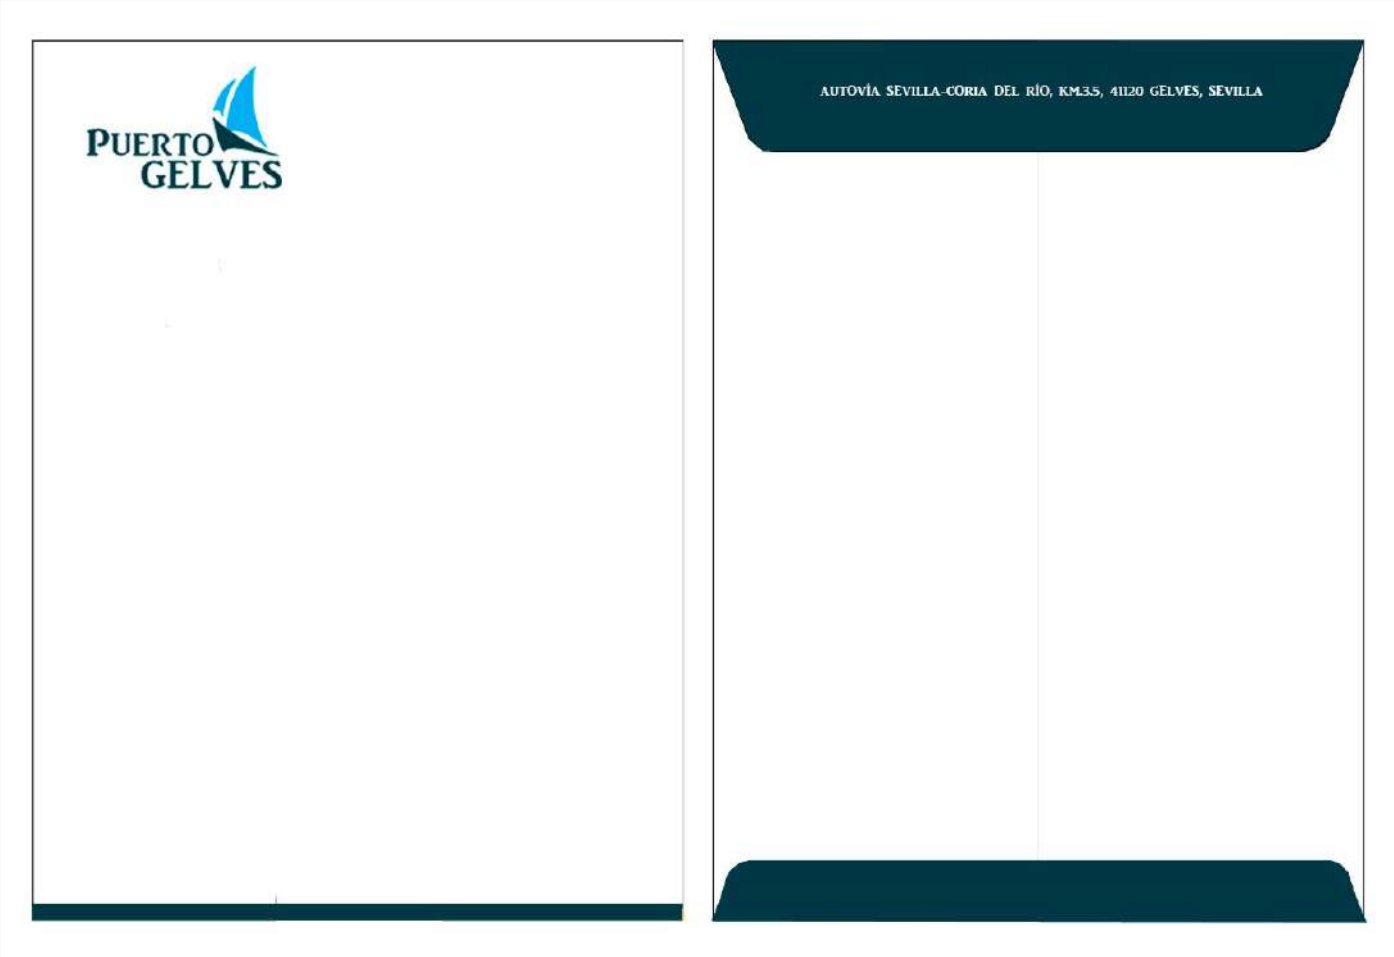 PUERTO
GELVES
AUTOVÍA SEVILLA-CORIA DEL RÍO, KM.3.5, 41120 GELVES, SEVILLA